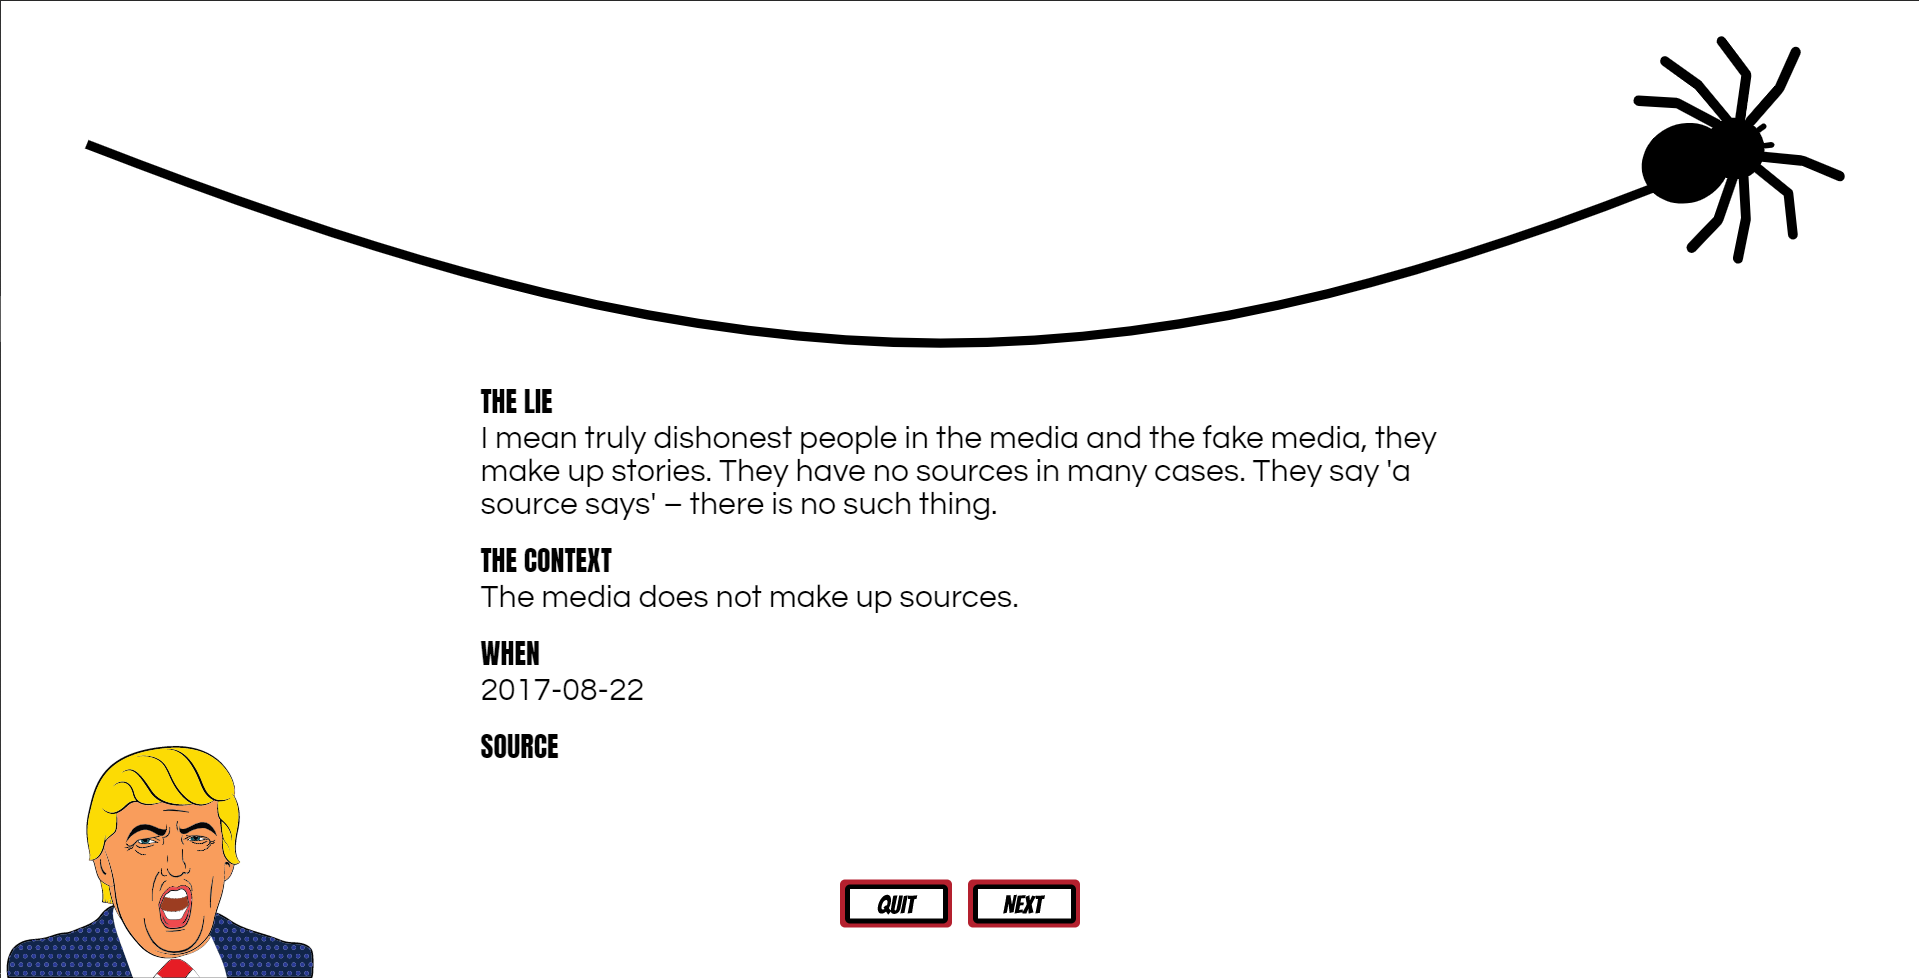 THE LIE
I mean truly dishonest people in the media and the fake media, they
make up stories. They have no sources in many cases. They say 'a
source says' – there is no such thing.
THE CONTEXT
The media does not make up sources.
WHEN
2017-08-22
SOURCE
QUIT
NEXT